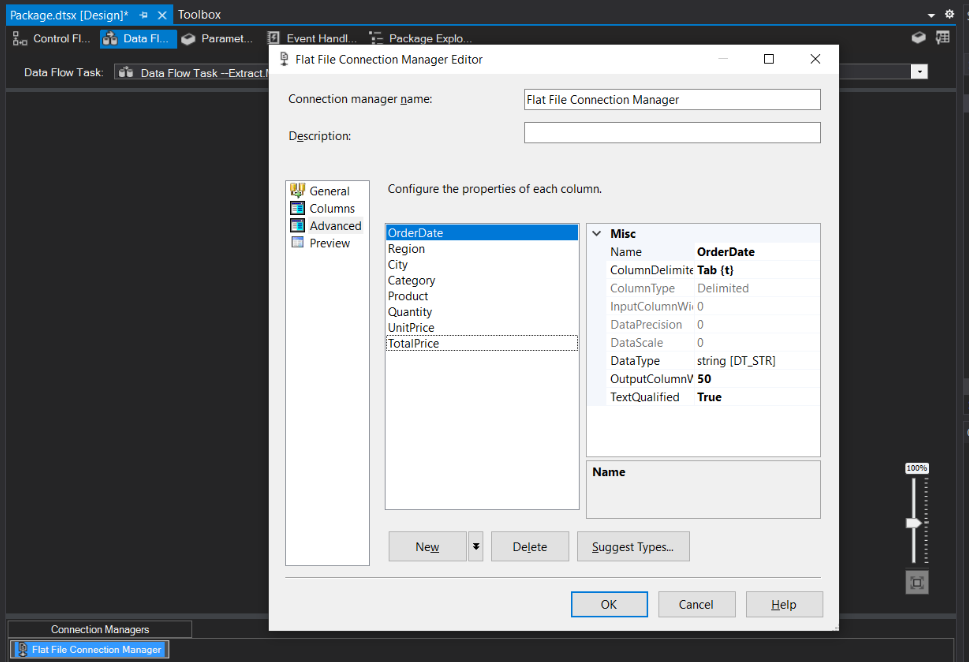 Package.dtsx [Design]* Toolbox
Control Fl... Data Fl... Paramet... Event Handl... Package Explo...
Data Flow Task: Data Flow Task --Extract.
Flat File Connection Manager Editor
Connection manager name: Flat File Connection Manager
Description:
General
Columns
Advanced
Preview
Configure the properties of each column.
OrderDate
Region
City
Category
Product
Quantity
UnitPrice
TotalPrice
Misc
Name OrderDate
ColumnDelimite Tab {t}
ColumnType Delimited
InputColumnWi 0
DataPrecision 0
DataScale 0
DataType string [DT_STR]
OutputColumnW 50
TextQualified True
Name
New Delete Suggest Types...
OK Cancel Help
100%
Connection Managers
Flat File Connection Manager